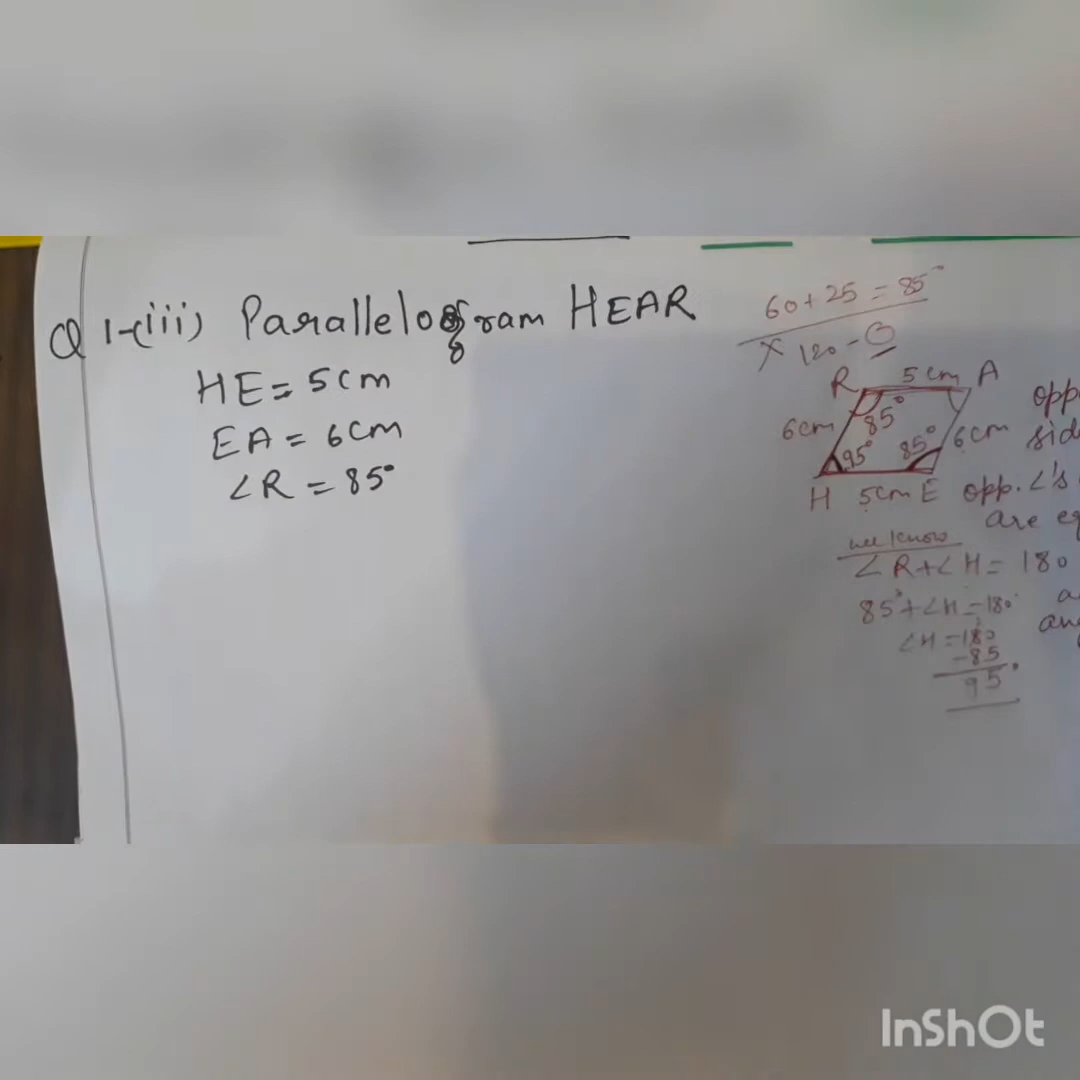 Q 1-(iii) Parallelogram HEAR
HE = 5cm
EA = 6cm
∠R = 85°
60 + 25 = 85°
120 -
R 5cm A
6cm 85°
95° 85° 6cm
H 5cm E
opp. ∠'s
are
we know
∠R+∠H = 180
85°+∠H = 180°
∠H = 180
-85
95°
InShOt